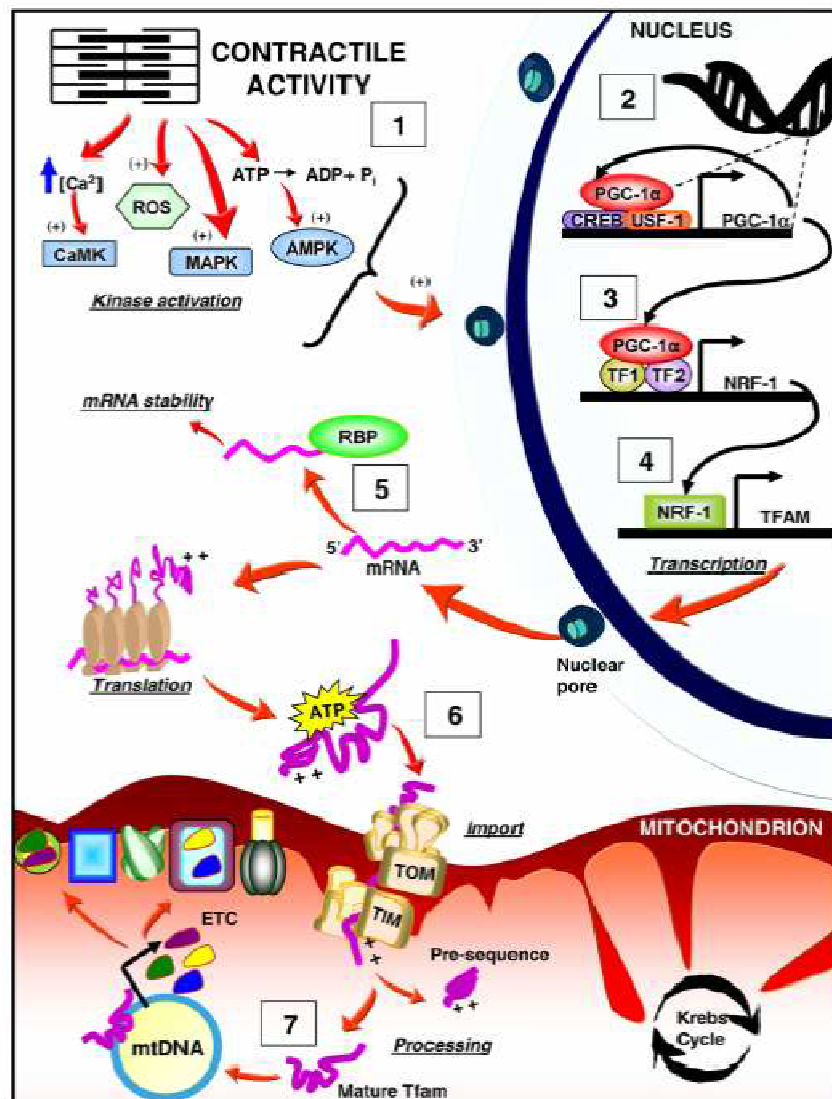 CONTRACTILE
ACTIVITY
1
[Ca²]
(+)
ROS
ATP → ADP + Pi
(+)
CaMK
(+)
MAPK
(+)
AMPK
Kinase activation
(+)
NUCLEUS
2
PGC-1α
CREB USF-1
PGC-1α
3
PGC-1α
TF1 TF2
NRF-1
4
NRF-1
TFAM
Transcription
mRNA stability
RBP
5
5' 3'
mRNA
++
Translation
Nuclear
pore
ATP
++
6
Import
MITOCHONDRION
TOM
TIM
++
ETC
Pre-sequence
++
7
Processing
mtDNA
Mature Tfam
Krebs
Cycle